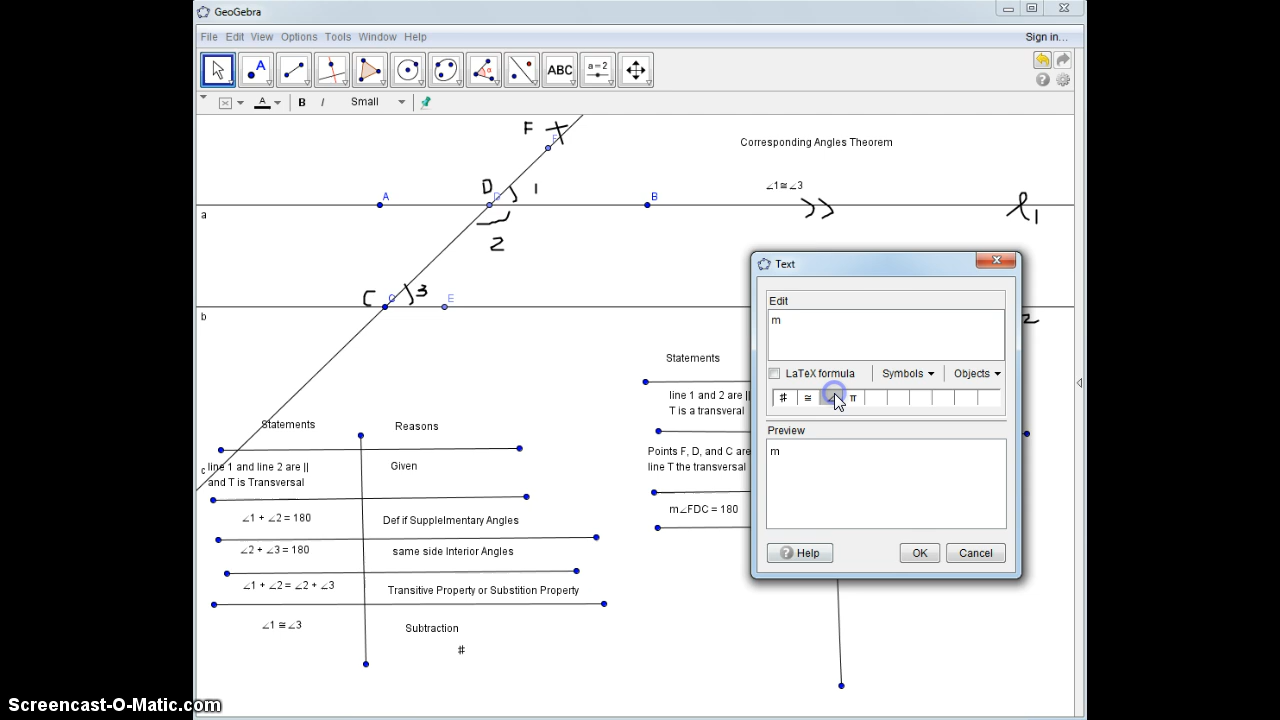 GeoGebra
File Edit View Options Tools Window Help
Sign in...
ABC
a=2
A
B I Small
F
F
Corresponding Angles Theorem
D
D
1
A
B
∠1≅∠3
a
l1
2
C
C
3
E
b
2
Text
Edit
m
LaTeX formula Symbols Objects
# ≅ ∠ π
Preview
m
Help OK Cancel
Statements
line 1 and 2 are ||
T is a transveral
Points F, D, and C are
line T the transversal
m∠FDC = 180
Statements Reasons
c
line 1 and line 2 are || Given
and T is Transversal
∠1 + ∠2 = 180 Def if Supplelmentary Angles
∠2 + ∠3 = 180 same side Interior Angles
∠1 + ∠2 = ∠2 + ∠3 Transitive Property or Substition Property
∠1 ≅ ∠3 Subtraction
#
Screencast-O-Matic.com